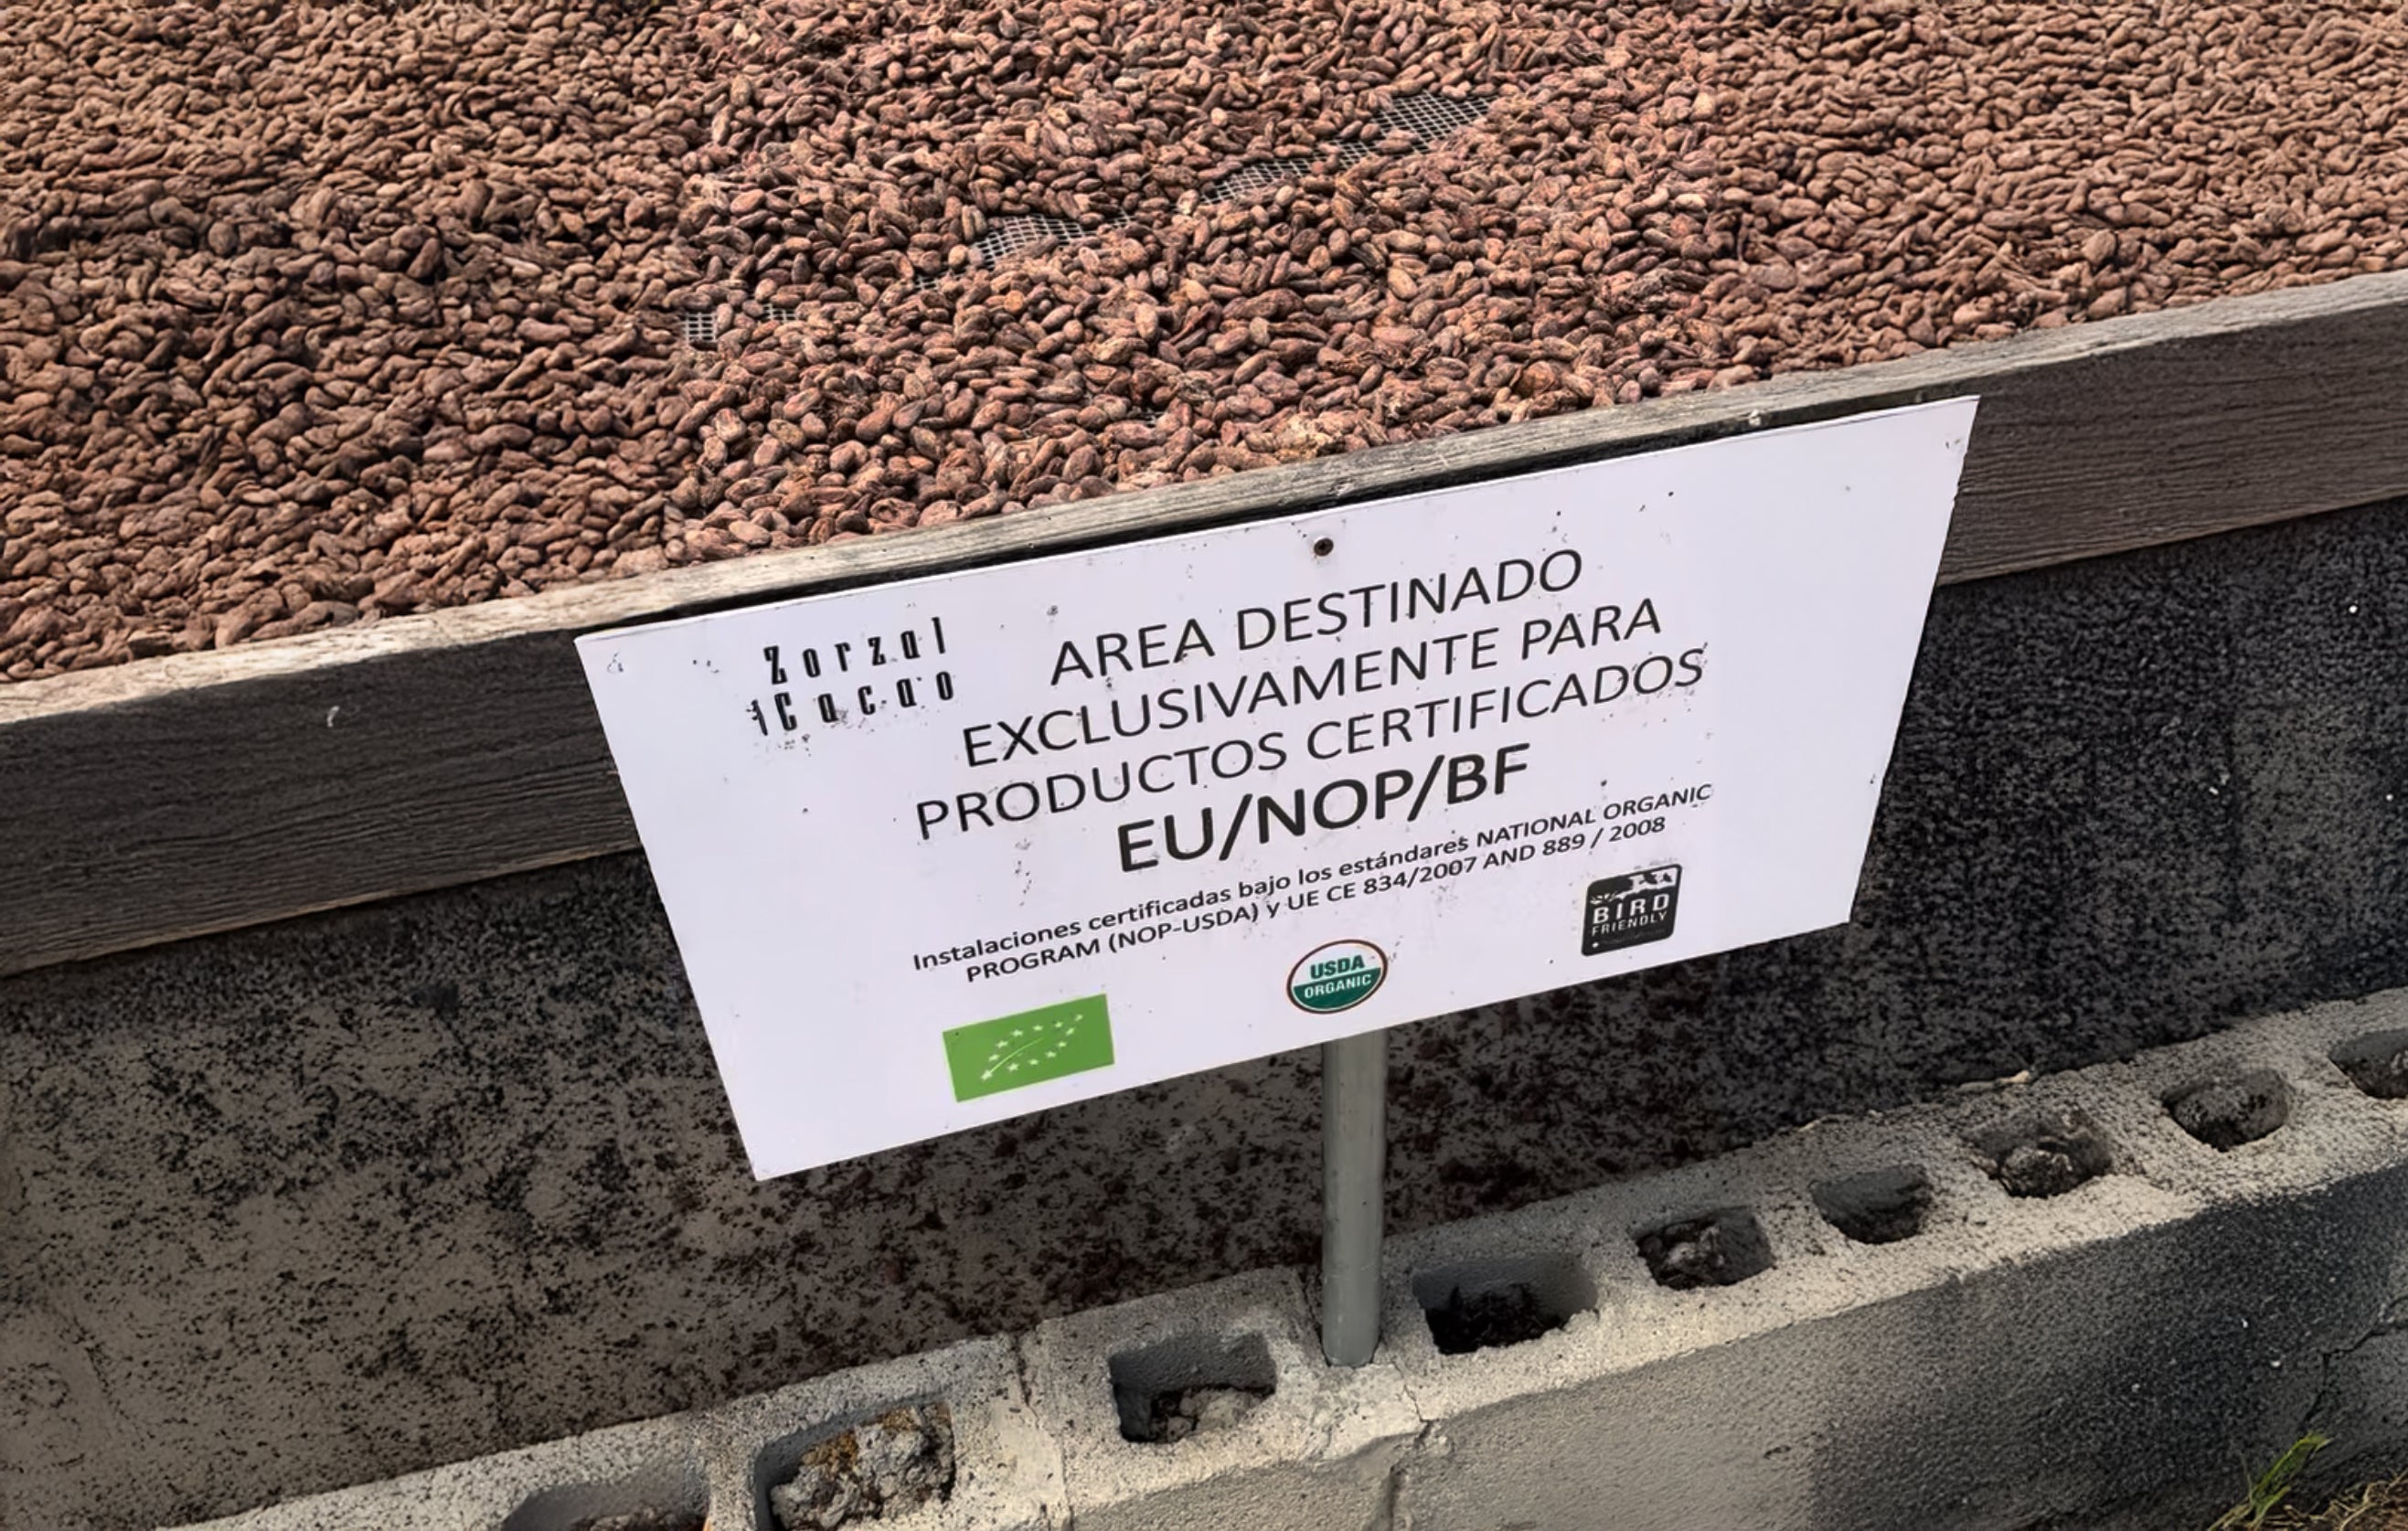 Zorzal
Cacao
AREA DESTINADO
EXCLUSIVAMENTE PARA
PRODUCTOS CERTIFICADOS
EU/NOP/BF
Instalaciones certificadas bajo los estándares NATIONAL ORGANIC
PROGRAM (NOP-USDA) y UE CE 834/2007 AND 889 / 2008
USDA
ORGANIC
BIRD
FRIENDLY